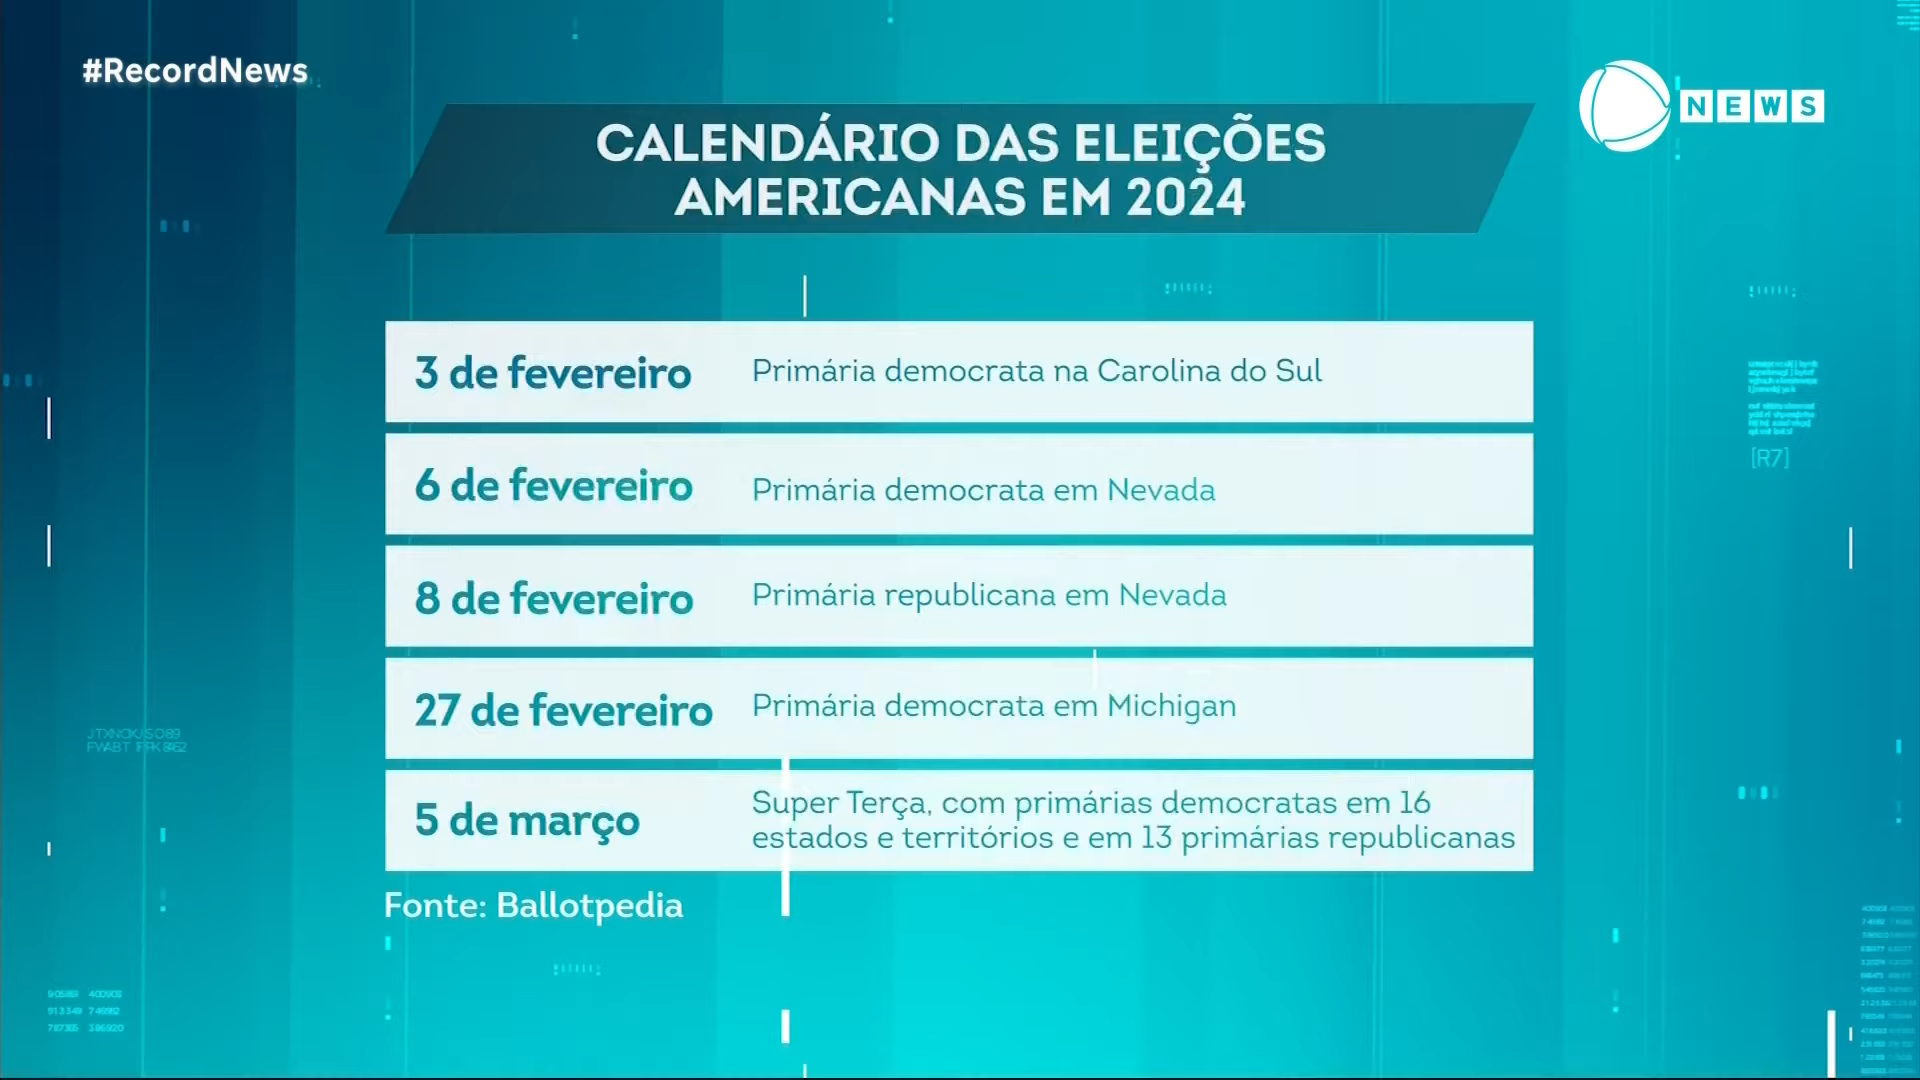 #RecordNews
NEWS
CALENDÁRIO DAS ELEIÇÕES
AMERICANAS EM 2024
3 de fevereiro Primária democrata na Carolina do Sul
6 de fevereiro Primária democrata em Nevada
8 de fevereiro Primária republicana em Nevada
27 de fevereiro Primária democrata em Michigan
5 de março Super Terça, com primárias democratas em 16
estados e territórios e em 13 primárias republicanas
Fonte: Ballotpedia
[R7]